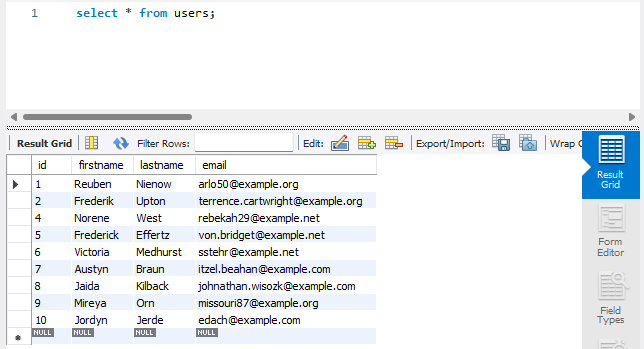 1 select * from users;
Result Grid Filter Rows: Edit: Export/Import: Wrap C
id firstname lastname email
1 Reuben Nienow arlo50@example.org
2 Frederik Upton terrence.cartwright@example.org
4 Norene West rebekah29@example.net
5 Frederick Effertz von.bridget@example.net
6 Victoria Medhurst sstehr@example.net
7 Austyn Braun itzel.beahan@example.com
8 Jaida Kilback johnathan.wisozk@example.com
9 Mireya Orn missouri87@example.org
10 Jordyn Jerde edach@example.com
NULL NULL NULL NULL
Result
Grid
Form
Editor
Field
Types